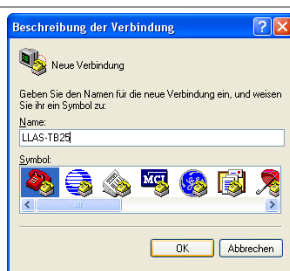 Beschreibung der Verbindung
Neue Verbindung
Geben Sie den Namen für die neue Verbindung ein, und weisen
Sie ihr ein Symbol zu:
Name:
LLAS-TB25
Symbol:
MCI
OK
Abbrechen